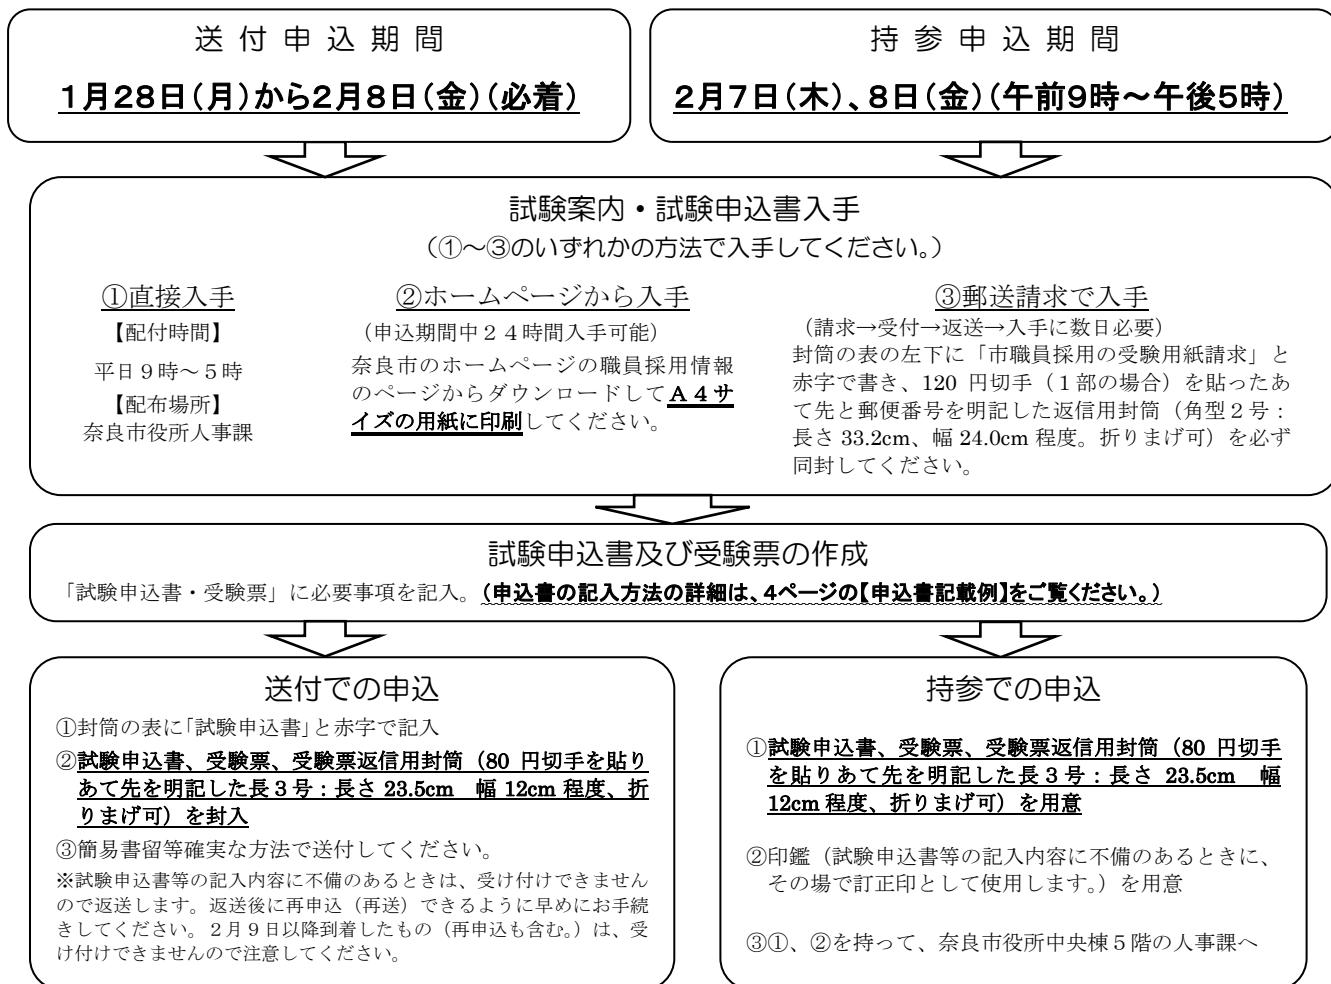 送付申込期間
1月28日(月)から2月8日(金)(必着)
持参申込期間
2月7日(木)、8日(金)(午前9時～午後5時)
試験案内・試験申込書入手
（①～③のいずれかの方法で入手してください。）
①直接入手
【配付時間】
平日９時～５時
【配布場所】
奈良市役所人事課
②ホームページから入手
（申込期間中２４時間入手可能）
奈良市のホームページの職員採用情報
のページからダウンロードしてＡ４サ
イズの用紙に印刷してください。
③郵送請求で入手
（請求→受付→返送→入手に数日必要）
封筒の表の左下に「市職員採用の受験用紙請求」と
赤字で書き、120 円切手（１部の場合）を貼ったあ
て先と郵便番号を明記した返信用封筒（角型２号：
長さ 33.2cm、幅 24.0cm 程度。折りまげ可）を必ず
同封してください。
試験申込書及び受験票の作成
「試験申込書・受験票」に必要事項を記入。（申込書の記入方法の詳細は、4ページの【申込書記載例】をご覧ください。）
送付での申込
①封筒の表に「試験申込書」と赤字で記入
②試験申込書、受験票、受験票返信用封筒（80 円切手を貼り
あて先を明記した長３号：長さ 23.5cm　幅 12cm 程度、折
りまげ可）を封入
③簡易書留等確実な方法で送付してください。
※試験申込書等の記入内容に不備のあるときは、受け付けできません
ので返送します。返送後に再申込（再送）できるように早めにお手続
きしてください。２月９日以降到着したもの（再申込も含む。）は、受
け付けできませんので注意してください。
持参での申込
①試験申込書、受験票、受験票返信用封筒（80 円切手
を貼りあて先を明記した長３号：長さ 23.5cm　幅
12cm 程度、折りまげ可）を用意
②印鑑（試験申込書等の記入内容に不備のあるときに、
その場で訂正印として使用します。）を用意
③①、②を持って、奈良市役所中央棟５階の人事課へ